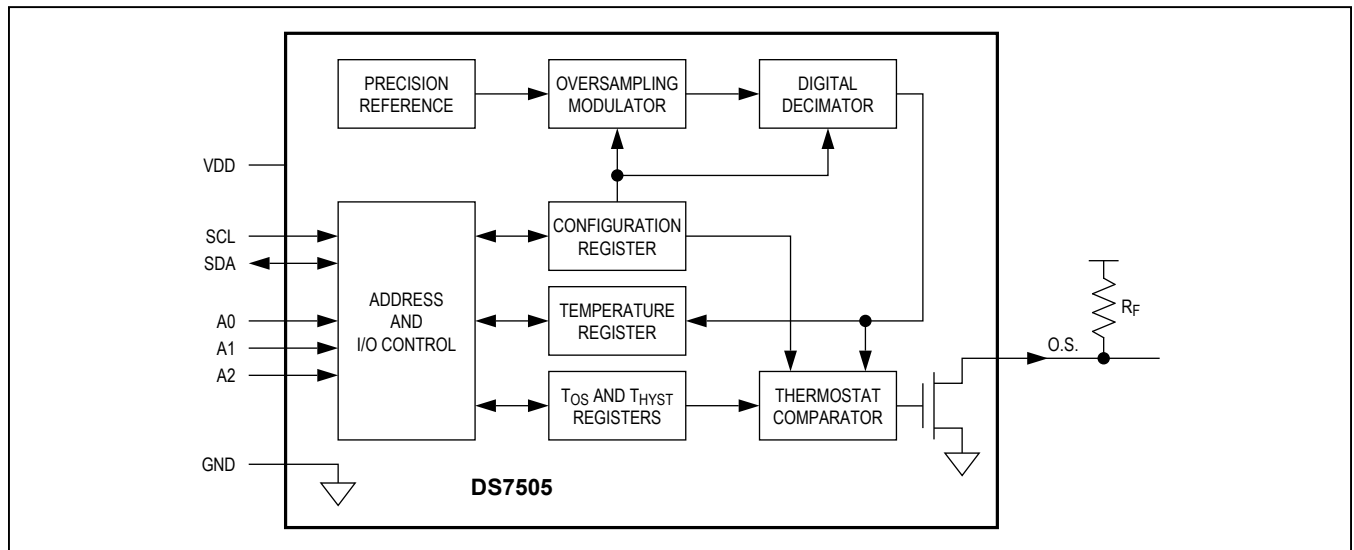 PRECISION
REFERENCE
OVERSAMPLING
MODULATOR
DIGITAL
DECIMATOR
VDD
SCL
SDA
A0
A1
A2
GND
ADDRESS
AND
I/O CONTROL
CONFIGURATION
REGISTER
TEMPERATURE
REGISTER
TOS AND THYST
REGISTERS
THERMOSTAT
COMPARATOR
O.S.
RF
DS7505